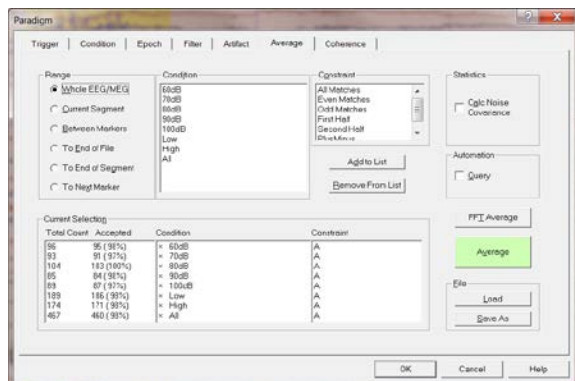 Paradigm
Trigger Condition Epoch Filter Artifact Average Coherence
Range
Whole EEG/MEG
Current Segment
Between Markers
To End of File
To End of Segment
To Next Marker
Condition
60dB
70dB
80dB
90dB
100dB
Low
High
All
Constraint
All Matches
Even Matches
Odd Matches
First Half
Second Half
PlusMinus
Add to List
Remove From List
Statistics
Calc Noise
Covariance
Automation
Query
Current Selection
Total Count Accepted Condition Constraint
96 95 (98%) × 60dB A
93 91 (97%) × 70dB A
104 103 (100%) × 80dB A
85 84 (98%) × 90dB A
89 87 (97%) × 100dB A
189 186 (98%) × Low A
174 171 (98%) × High A
467 460 (98%) × All A
FFT Average
Average
File
Load
Save As
OK Cancel Help